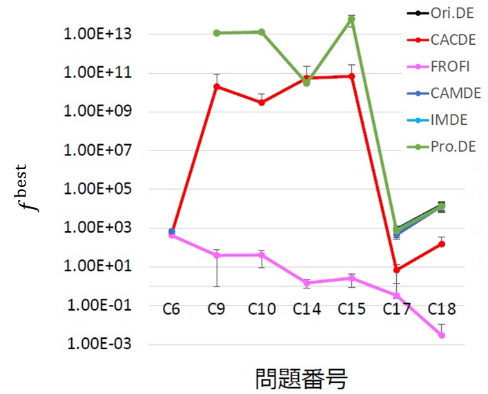 1.00E+13
1.00E+11
1.00E+09
1.00E+07
1.00E+05
1.00E+03
1.00E+01
1.00E-01
1.00E-03
f best
C6 C9 C10 C14 C15 C17 C18
問題番号
Ori.DE
CACDE
FROFI
CAMDE
IMDE
Pro.DE